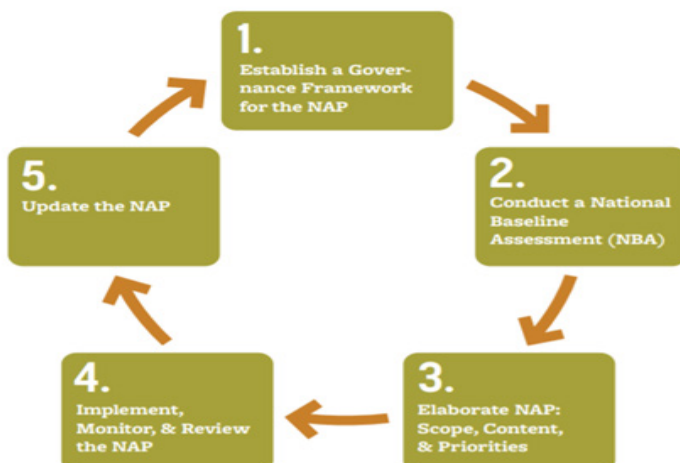 1.
Establish a Gover-
nance Framework
for the NAP
2.
Conduct a National
Baseline
Assessment (NBA)
3.
Elaborate NAP:
Scope, Content,
& Priorities
4.
Implement,
Monitor, & Review
the NAP
5.
Update the NAP